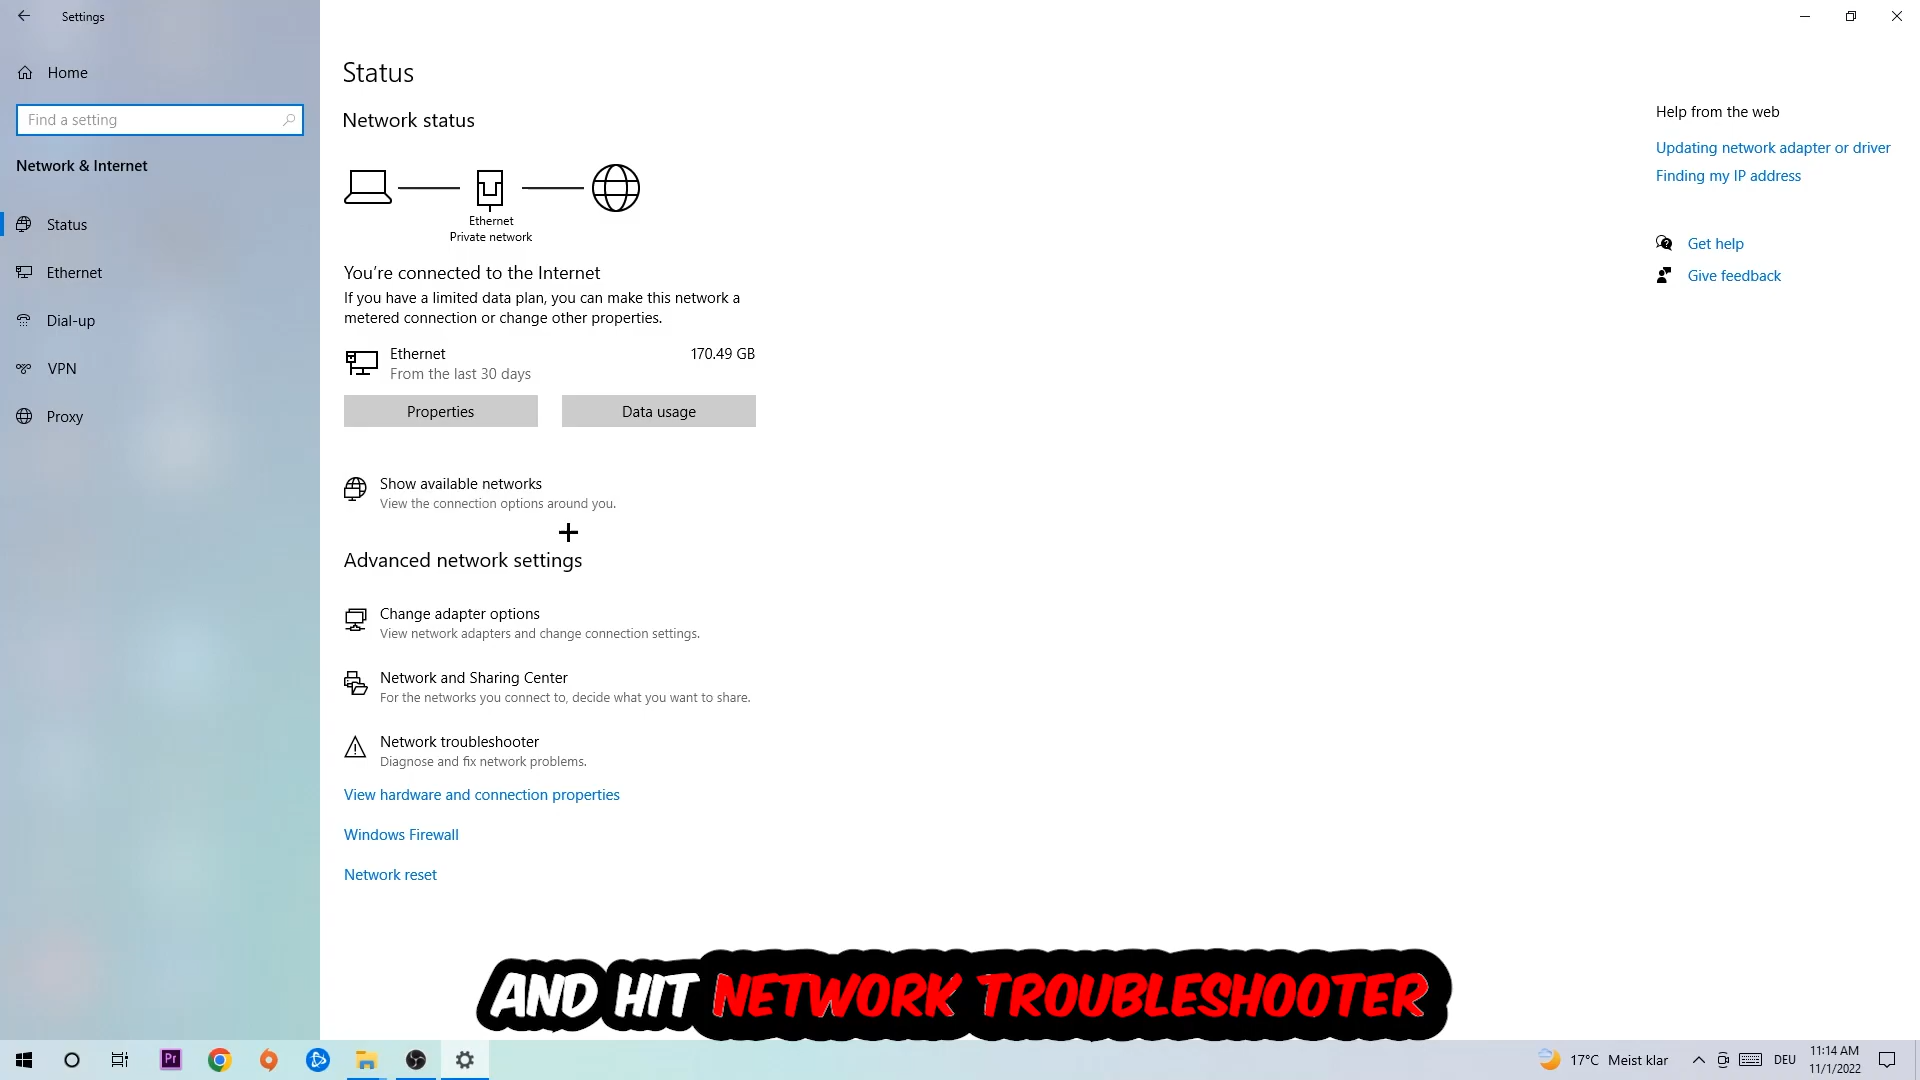 Settings
Home
Find a setting
Network & Internet
Status
Ethernet
Dial-up
VPN
Proxy
Status
Network status
Ethernet
Private network
You're connected to the Internet
If you have a limited data plan, you can make this network a
metered connection or change other properties.
Ethernet 170.49 GB
From the last 30 days
Properties Data usage
Show available networks
View the connection options around you.
Advanced network settings
Change adapter options
View network adapters and change connection settings.
Network and Sharing Center
For the networks you connect to, decide what you want to share.
Network troubleshooter
Diagnose and fix network problems.
View hardware and connection properties
Windows Firewall
Network reset
Help from the web
Updating network adapter or driver
Finding my IP address
Get help
Give feedback
AND HIT NETWORK TROUBLESHOOTER
Pr
17°C Meist klar
DEU
11:14 AM
11/1/2022